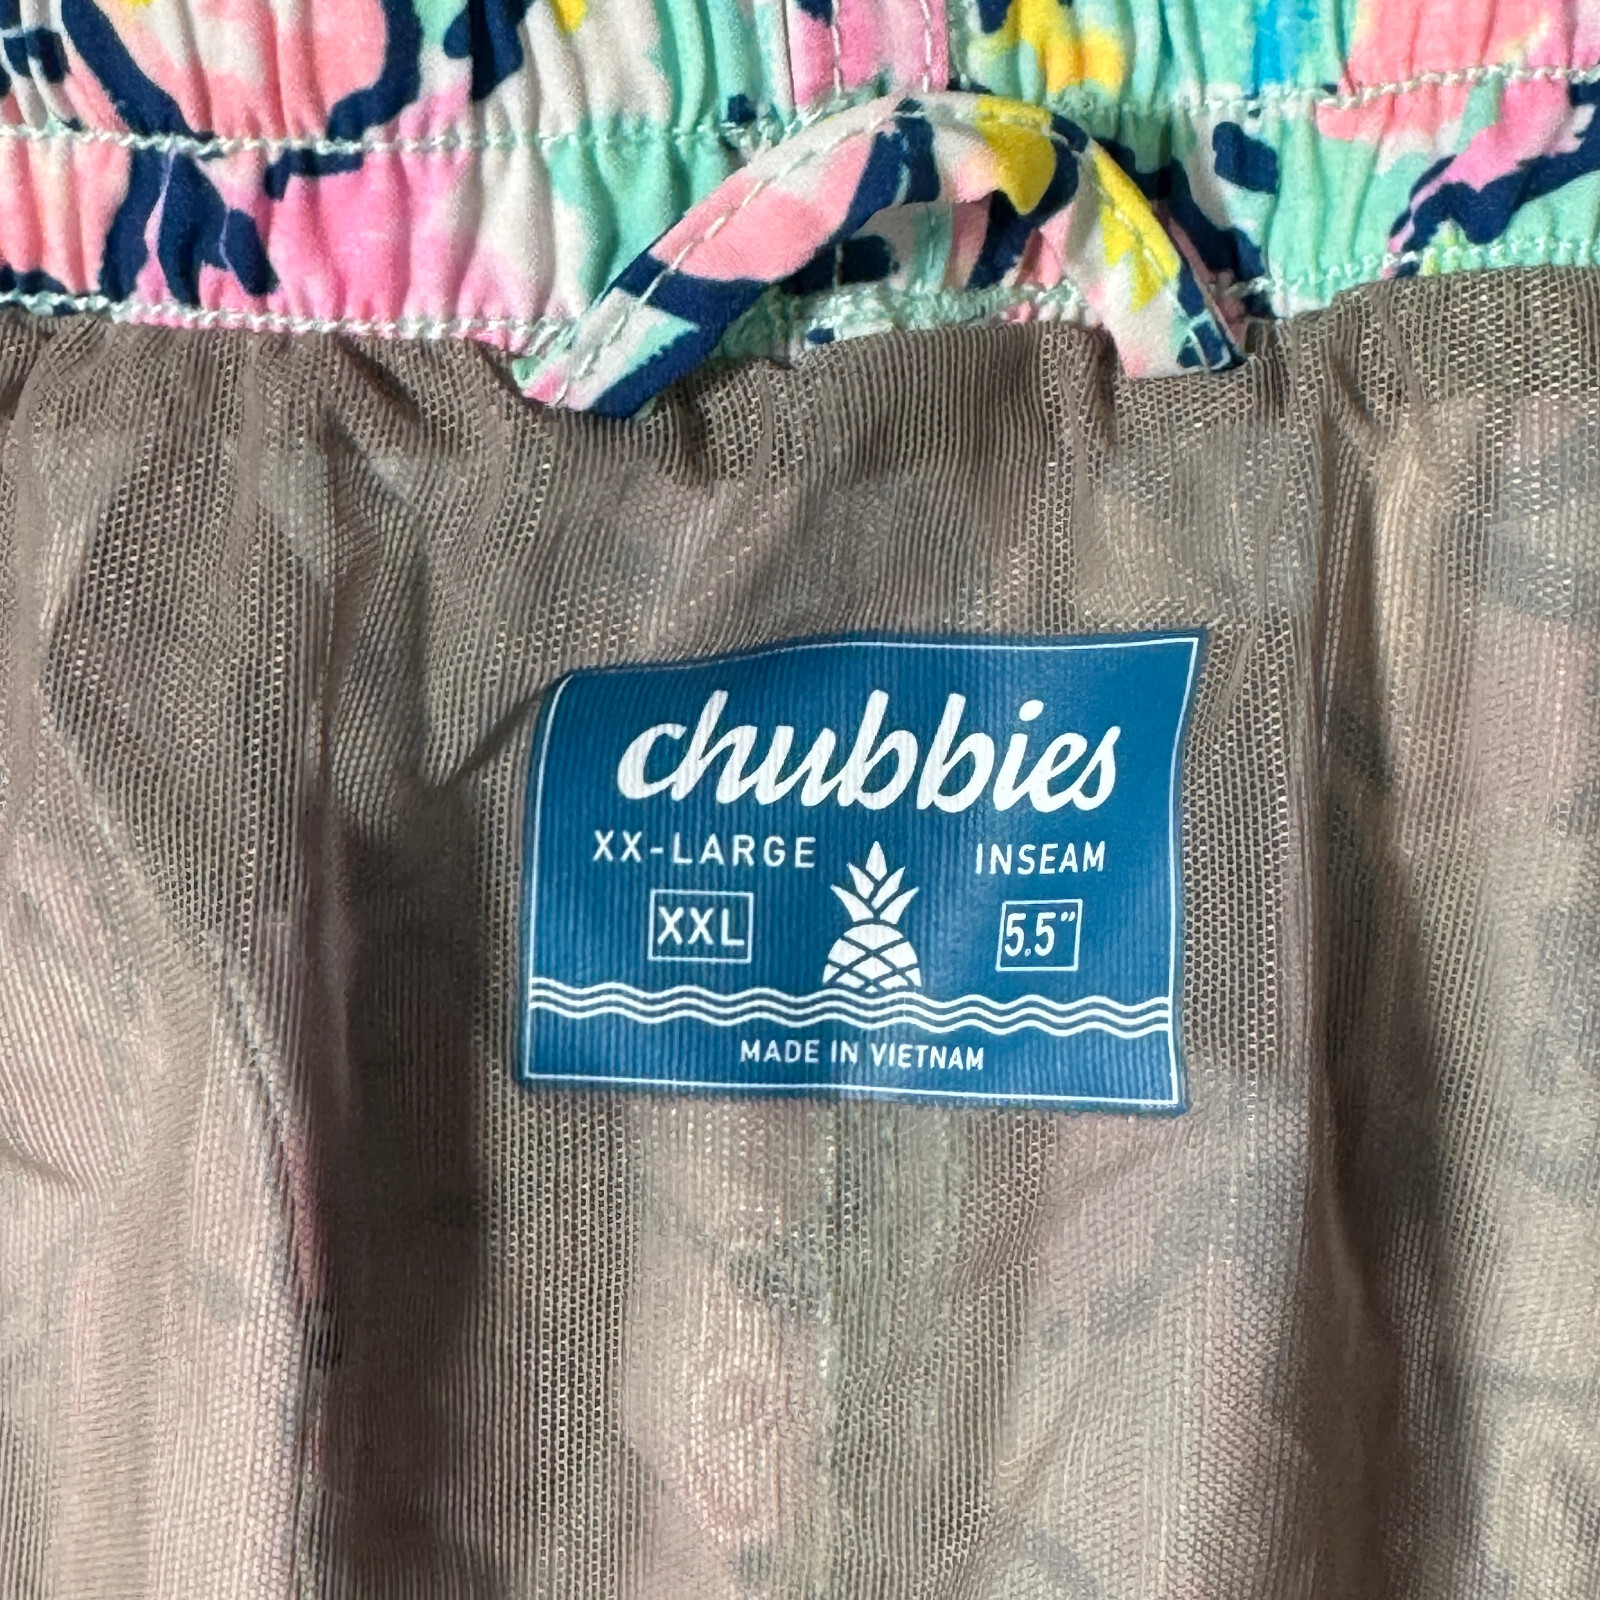 chubbies
XX-LARGE INSEAM
XXL 5.5"
MADE IN VIETNAM